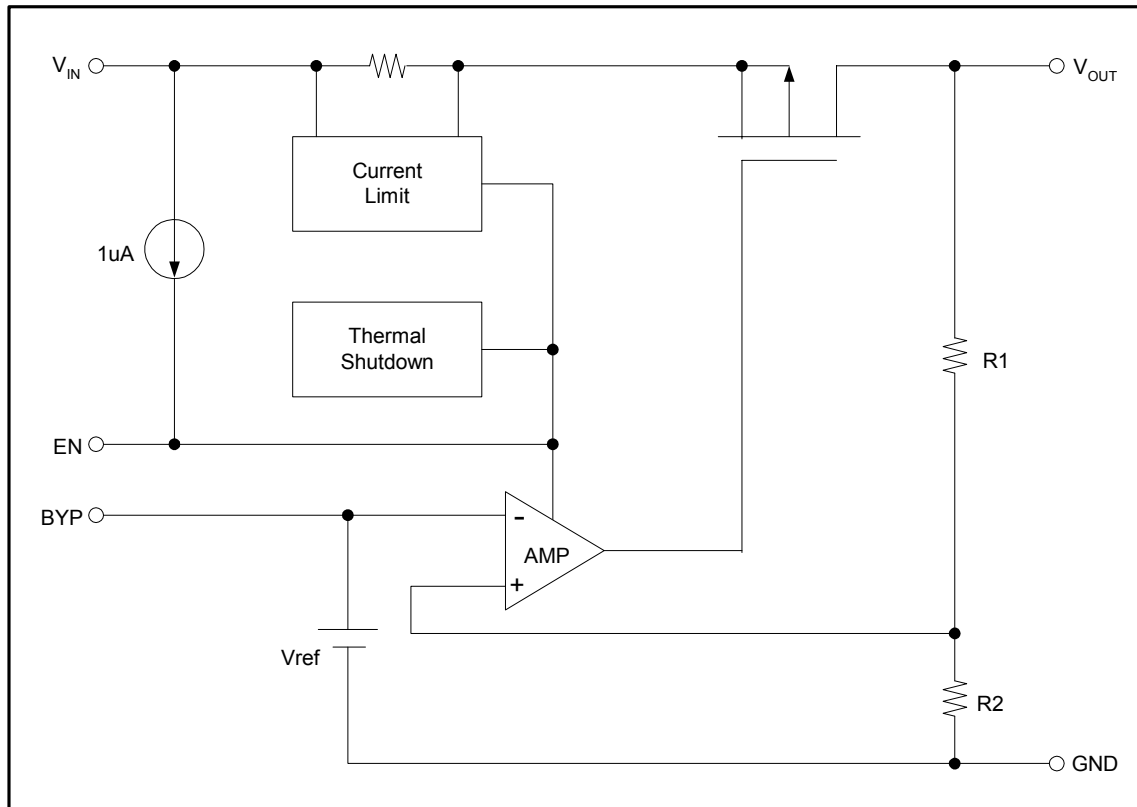 VIN
VOUT
Current
Limit
1uA
Thermal
Shutdown
R1
EN
BYP
-
AMP
+
Vref
R2
GND